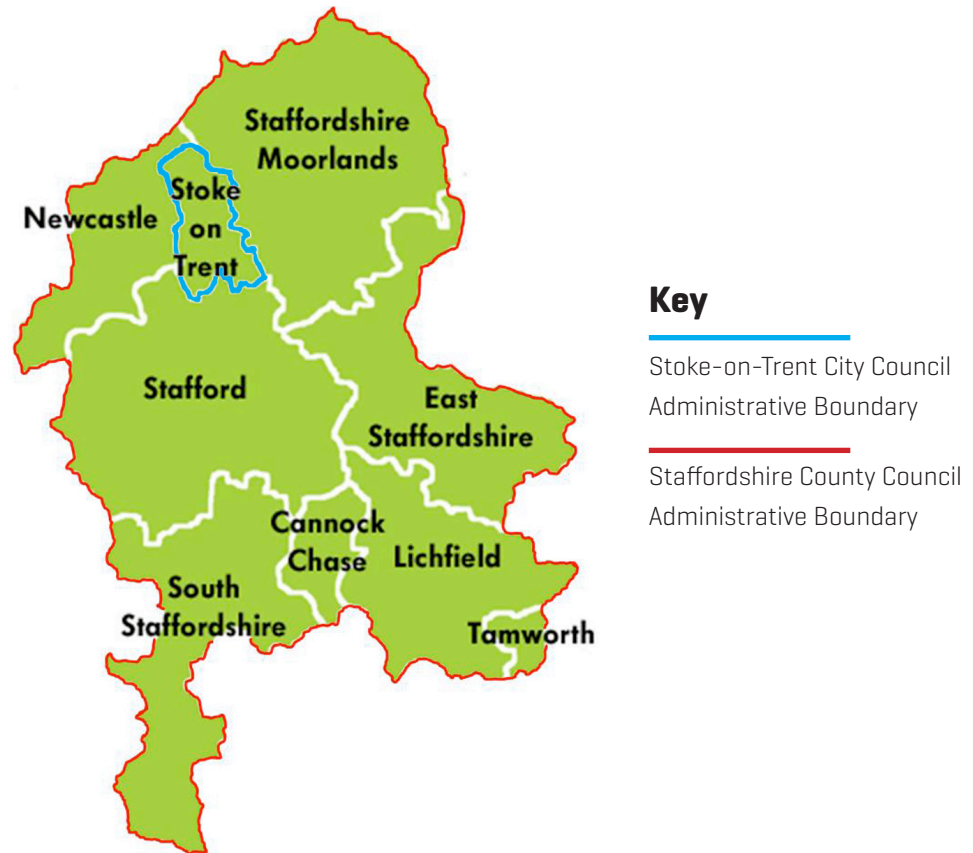 Staffordshire
Moorlands
Stoke
on
Trent
Newcastle
Stafford
East
Staffordshire
Cannock
Chase
Lichfield
South
Staffordshire
Tamworth
Key
Stoke-on-Trent City Council
Administrative Boundary
Staffordshire County Council
Administrative Boundary